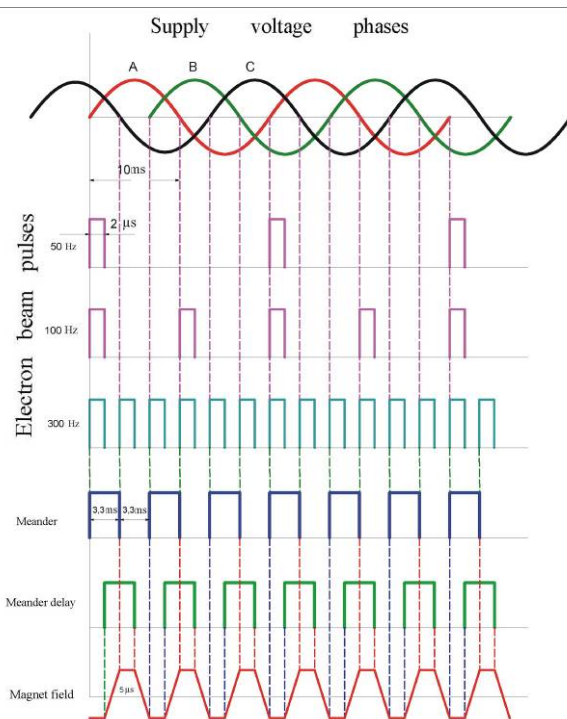 Supply voltage phases
A B C
10ms
2 µs
50 Hz
100 Hz
300 Hz
Electron beam pulses
3,3ms 3,3ms
Meander
Meander delay
5µs
Magnet field